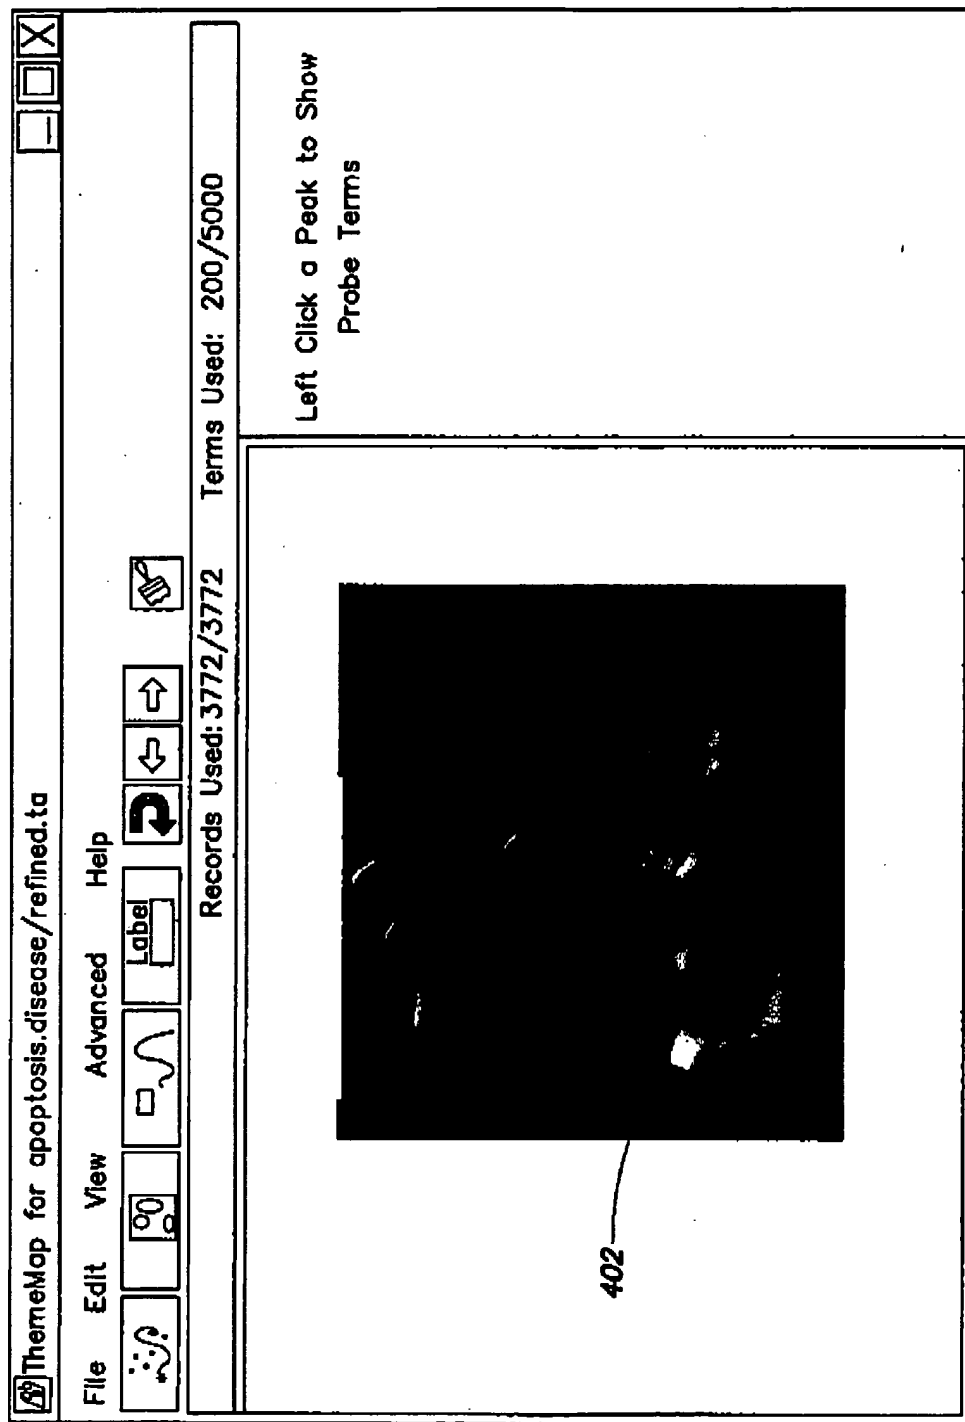 ThemeMap for apoptosis.disease/refined.ta
File Edit View Advanced Help
Label
Records Used:3772/3772 Terms Used: 200/5000
Left Click a Peak to Show
Probe Terms
402